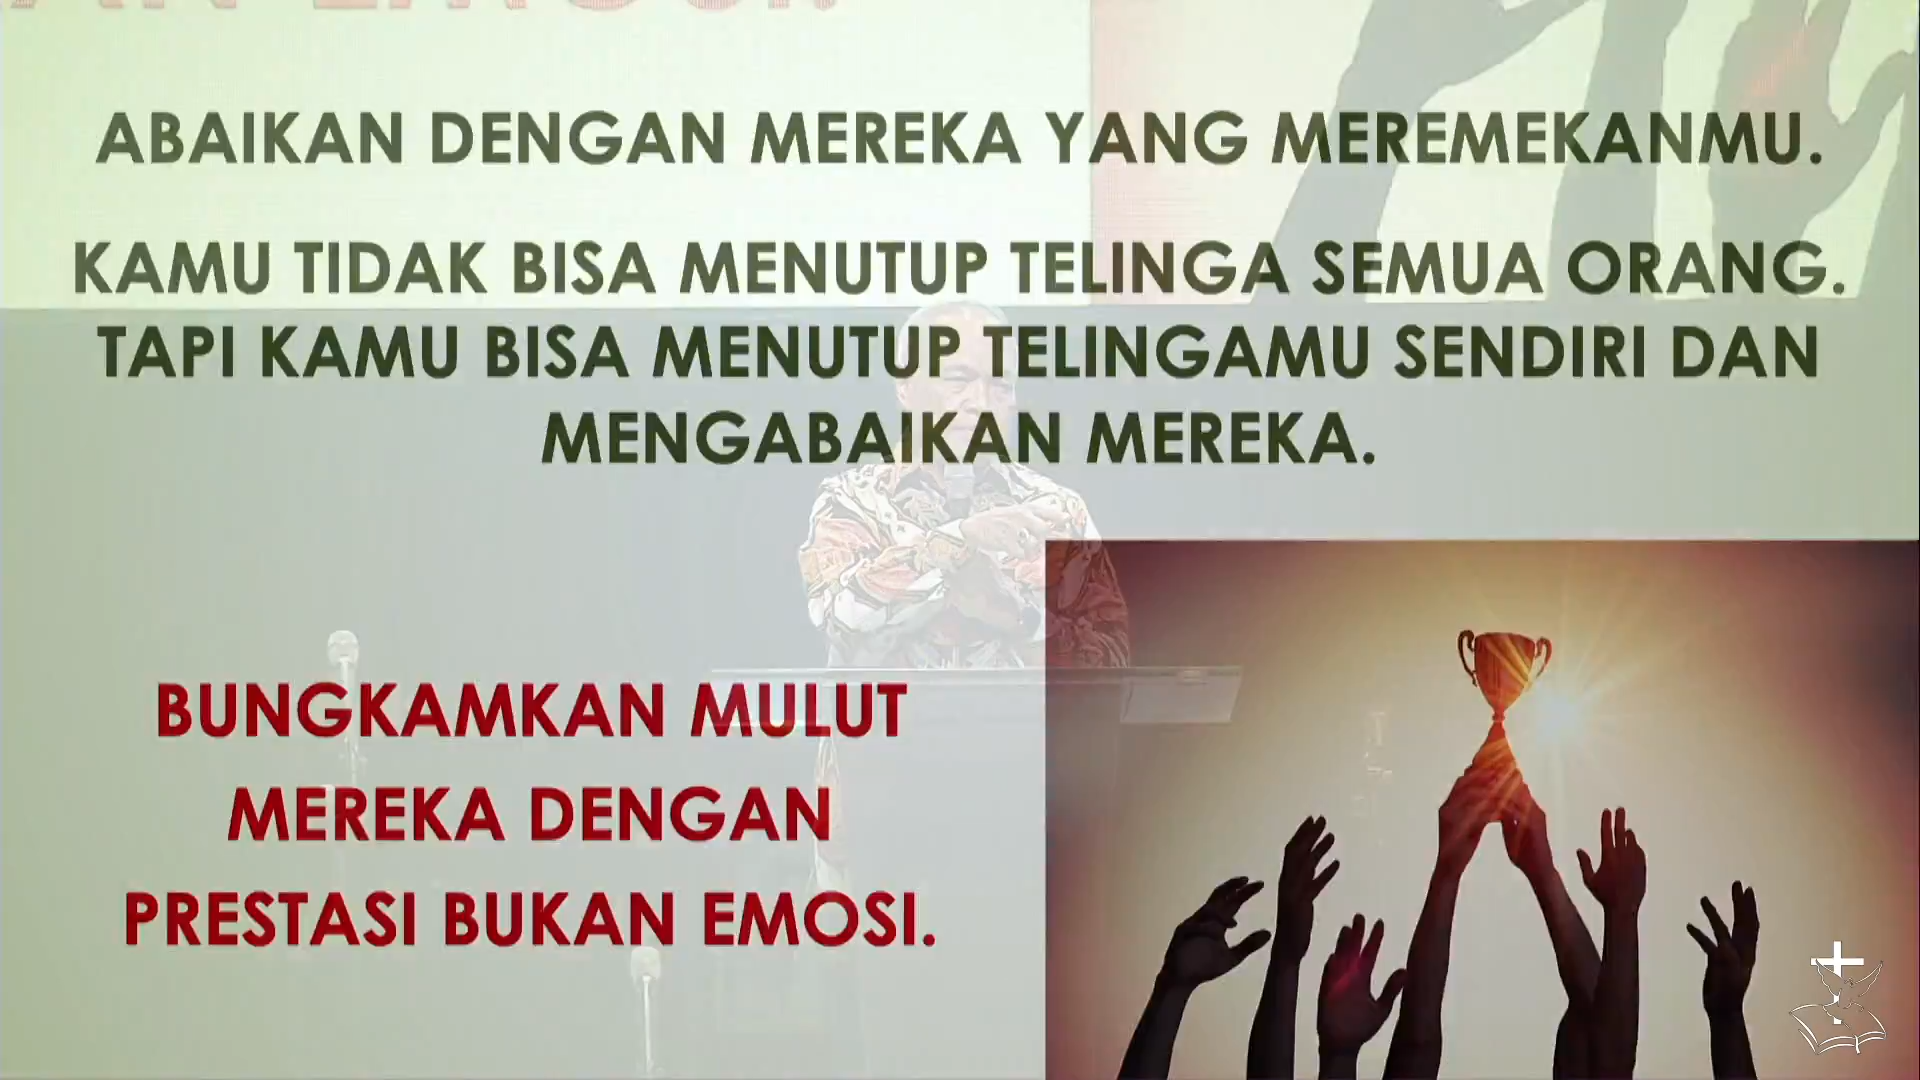 ABAIKAN DENGAN MEREKA YANG MEREMEKANMU.
KAMU TIDAK BISA MENUTUP TELINGA SEMUA ORANG.
TAPI KAMU BISA MENUTUP TELINGAMU SENDIRI DAN
MENGABAIKAN MEREKA.
BUNGKAMKAN MULUT
MEREKA DENGAN
PRESTASI BUKAN EMOSI.